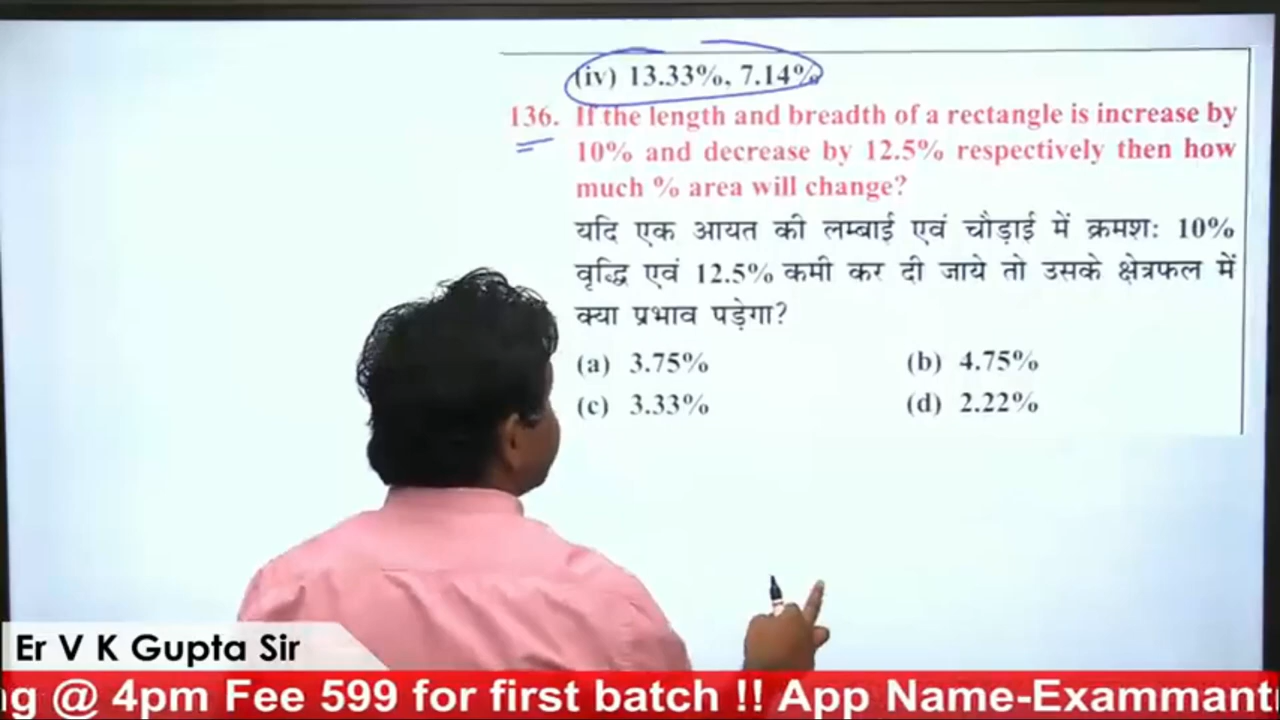 (iv) 13.33%, 7.14%
136. If the length and breadth of a rectangle is increase by
10% and decrease by 12.5% respectively then how
much % area will change?
यदि एक आयत की लम्बाई एवं चौड़ाई में क्रमश: 10%
वृद्धि एवं 12.5% कमी कर दी जाये तो उसके क्षेत्रफल में
क्या प्रभाव पड़ेगा?
(a) 3.75% (b) 4.75%
(c) 3.33% (d) 2.22%
Er V K Gupta Sir
g @ 4pm Fee 599 for first batch !! App Name-Exammant